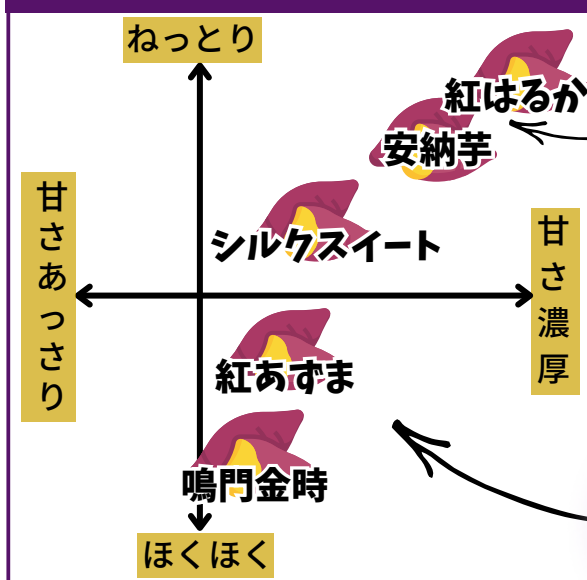 ねっとり
紅はるか
安納芋
甘さあっさり
シルクスイート
甘さ濃厚
紅あずま
鳴門金時
ほくほく